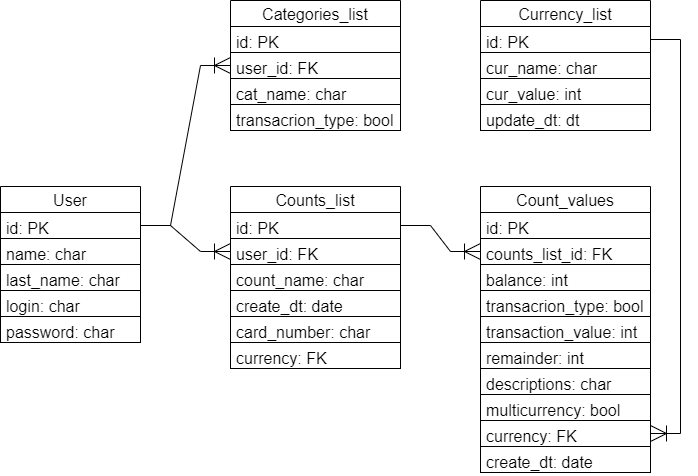 Categories_list
id: PK
user_id: FK
cat_name: char
transacrion_type: bool
Currency_list
id: PK
cur_name: char
cur_value: int
update_dt: dt
User
id: PK
name: char
last_name: char
login: char
password: char
Counts_list
id: PK
user_id: FK
count_name: char
create_dt: date
card_number: char
currency: FK
Count_values
id: PK
counts_list_id: FK
balance: int
transacrion_type: bool
transaction_value: int
remainder: int
descriptions: char
multicurrency: bool
currency: FK
create_dt: date